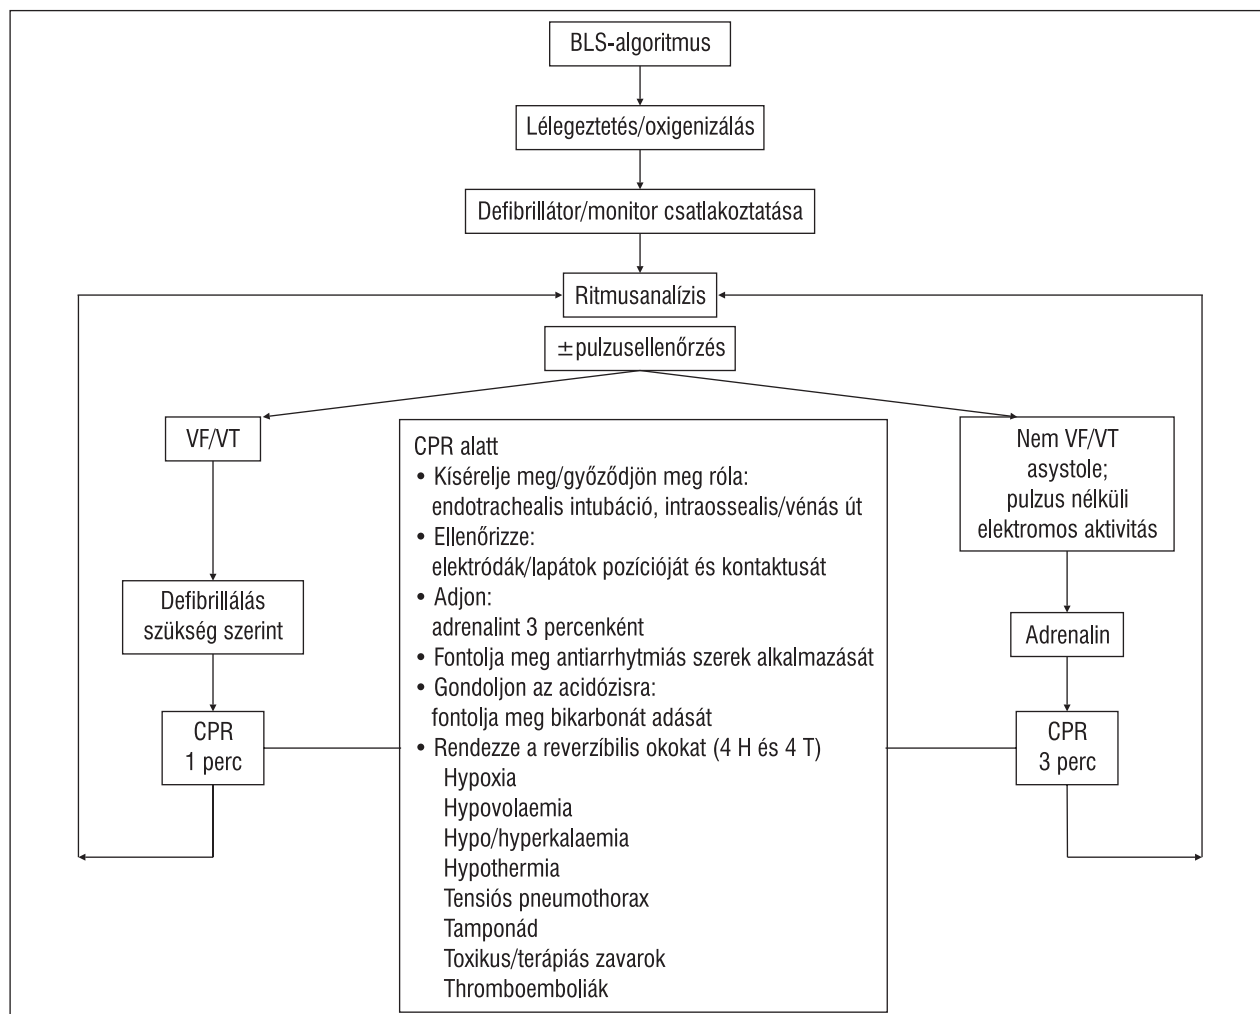 BLS-algoritmus
Lélegeztetés/oxigenizálás
Defibrillátor/monitor csatlakoztatása
Ritmusanalízis
±pulzusellenőrzés
VF/VT
Defibrillálás
szükség szerint
CPR
1 perc
CPR alatt
• Kísérelje meg/győződjön meg róla:
endotrachealis intubáció, intraossealis/vénás út
• Ellenőrizze:
elektródák/lapátok pozícióját és kontaktusát
• Adjon:
adrenalint 3 percenként
• Fontolja meg antiarrhytmiás szerek alkalmazását
• Gondoljon az acidózisra:
fontolja meg bikarbonát adását
• Rendezze a reverzíbilis okokat (4 H és 4 T)
Hypoxia
Hypovolaemia
Hypo/hyperkalaemia
Hypothermia
Tensiós pneumothorax
Tamponád
Toxikus/terápiás zavarok
Thromboemboliák
Nem VF/VT
asystole;
pulzus nélküli
elektromos aktivitás
Adrenalin
CPR
3 perc